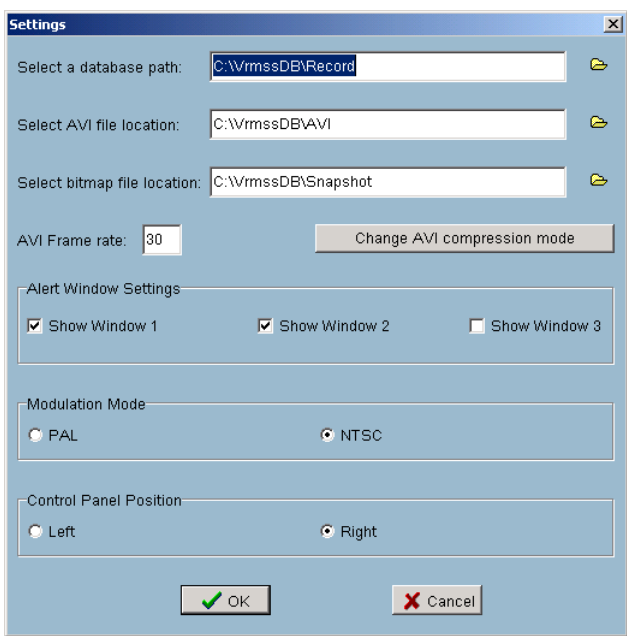 Settings
Select a database path: C:\VrmssDB\Record
Select AVI file location: C:\VrmssDB\AVI
Select bitmap file location: C:\VrmssDB\Snapshot
AVI Frame rate: 30 Change AVI compression mode
Alert Window Settings
Show Window 1 Show Window 2 Show Window 3
Modulation Mode
PAL NTSC
Control Panel Position
Left Right
OK Cancel